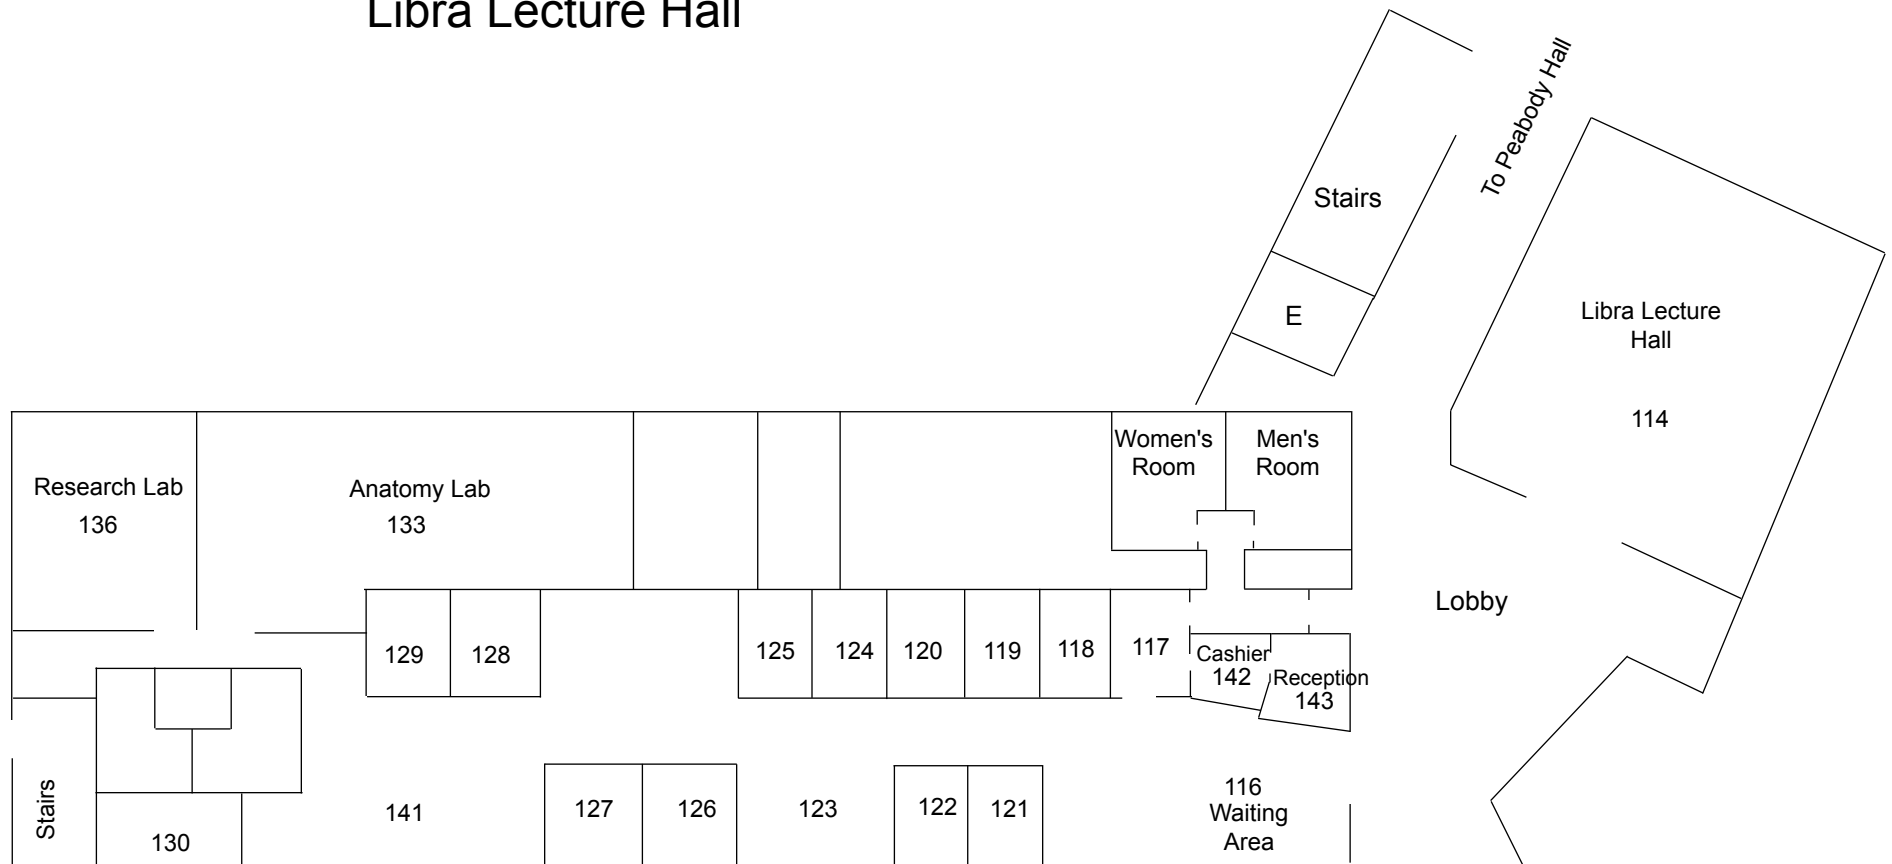 Libra Lecture Hall
To Peabody Hall
Stairs
E
Libra Lecture
Hall
114
Women's
Room
Men's
Room
Research Lab
136
Anatomy Lab
133
Lobby
129
128
125
124
120
119
118
117
Cashier
142
Reception
143
Stairs
130
141
127
126
123
122
121
116
Waiting
Area